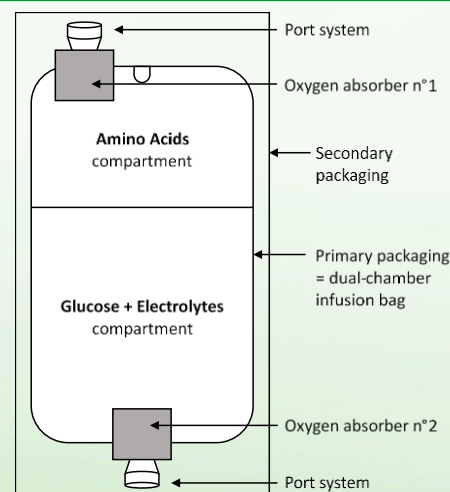 Port system
Oxygen absorber n°1
Amino Acids
compartment
Secondary
packaging
Primary packaging
= dual-chamber
infusion bag
Glucose + Electrolytes
compartment
Oxygen absorber n°2
Port system